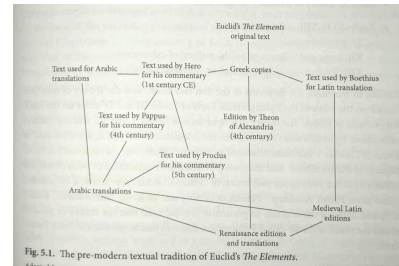 Euclid's The Elements
original text
Text used for Arabic
translations
Text used by Hero
for his commentary
(1st century CE)
Greek copies
Text used by Boethius
for Latin translation
Text used by Pappus
for his commentary
(4th century)
Edition by Theon
of Alexandria
(4th century)
Text used by Proclus
for his commentary
(5th century)
Arabic translations
Medieval Latin
editions
Renaissance editions
and translations
Fig. 5.1. The pre-modern textual tradition of Euclid's The Elements.